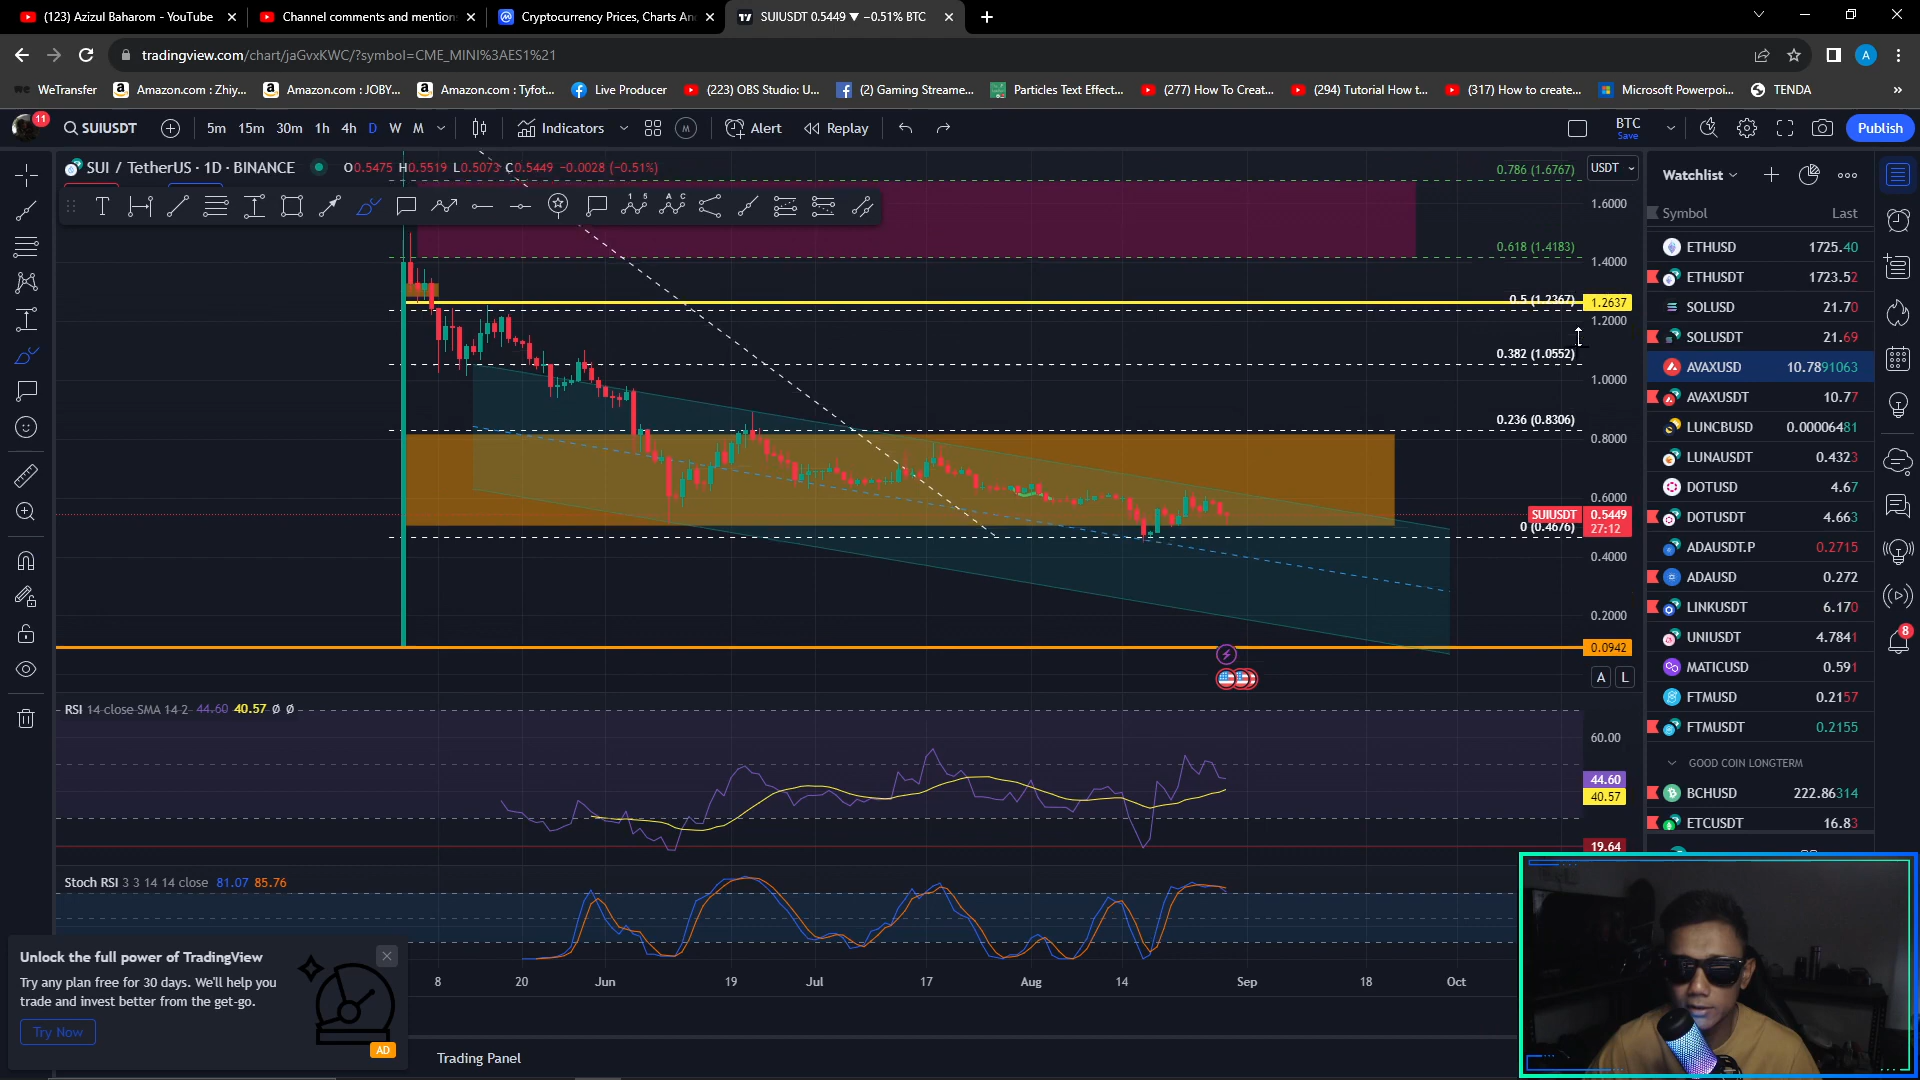 (123) Azizul Baharom - YouTube
Channel comments and mention
Cryptocurrency Prices, Charts An
SUIUSDT 0.5449 ▼ −0.51% BTC
tradingview.com/chart/jaGvxKWC/?symbol=CME_MINI%3AES1%21
A
WeTransfer
Amazon.com : Zhiy...
Amazon.com : JOBY...
Amazon.com : Tyfot...
Live Producer
(223) OBS Studio: U...
(2) Gaming Streame...
Particles Text Effect...
(277) How To Creat...
(294) Tutorial How t...
(317) How to create...
Microsoft Powerpoi...
TENDA
»
11
SUIUSDT
5m 15m 30m 1h 4h D W M
Indicators
M
Alert
Replay
BTC
Save
Publish
SUI / TetherUS · 1D · BINANCE
O0.5475 H0.5519 L0.5073 C0.5449 −0.0028 (−0.51%)
0.786 (1.6767)
USDT
1.6000
0.618 (1.4183)
1.4000
0.5 (1.2367)
1.2637
1.2000
0.382 (1.0552)
1.0000
0.236 (0.8306)
0.8000
0.6000
SUIUSDT
0.5449
27:12
0 (0.4676)
0.4000
0.2000
0.0942
A
L
RSI 14 close SMA 14 2 44.60 40.57 Ø Ø
60.00
44.60
40.57
19.64
Stoch RSI 3 3 14 14 close 81.07 85.76
8
20
Jun
19
Jul
17
Aug
14
Sep
18
Oct
Unlock the full power of TradingView
Try any plan free for 30 days. We'll help you
trade and invest better from the get-go.
Try Now
AD
Trading Panel
Watchlist
Symbol Last
ETHUSD 1725.40
ETHUSDT 1723.52
SOLUSD 21.70
SOLUSDT 21.69
AVAXUSD 10.7891063
AVAXUSDT 10.77
LUNCBUSD 0.00006481
LUNAUSDT 0.4323
DOTUSD 4.67
DOTUSDT 4.663
ADAUSDT.P 0.2715
ADAUSD 0.272
LINKUSDT 6.170
UNIUSDT 4.7841
MATICUSD 0.591
FTMUSD 0.2157
FTMUSDT 0.2155
GOOD COIN LONGTERM
BCHUSD 222.86314
ETCUSDT 16.83
8